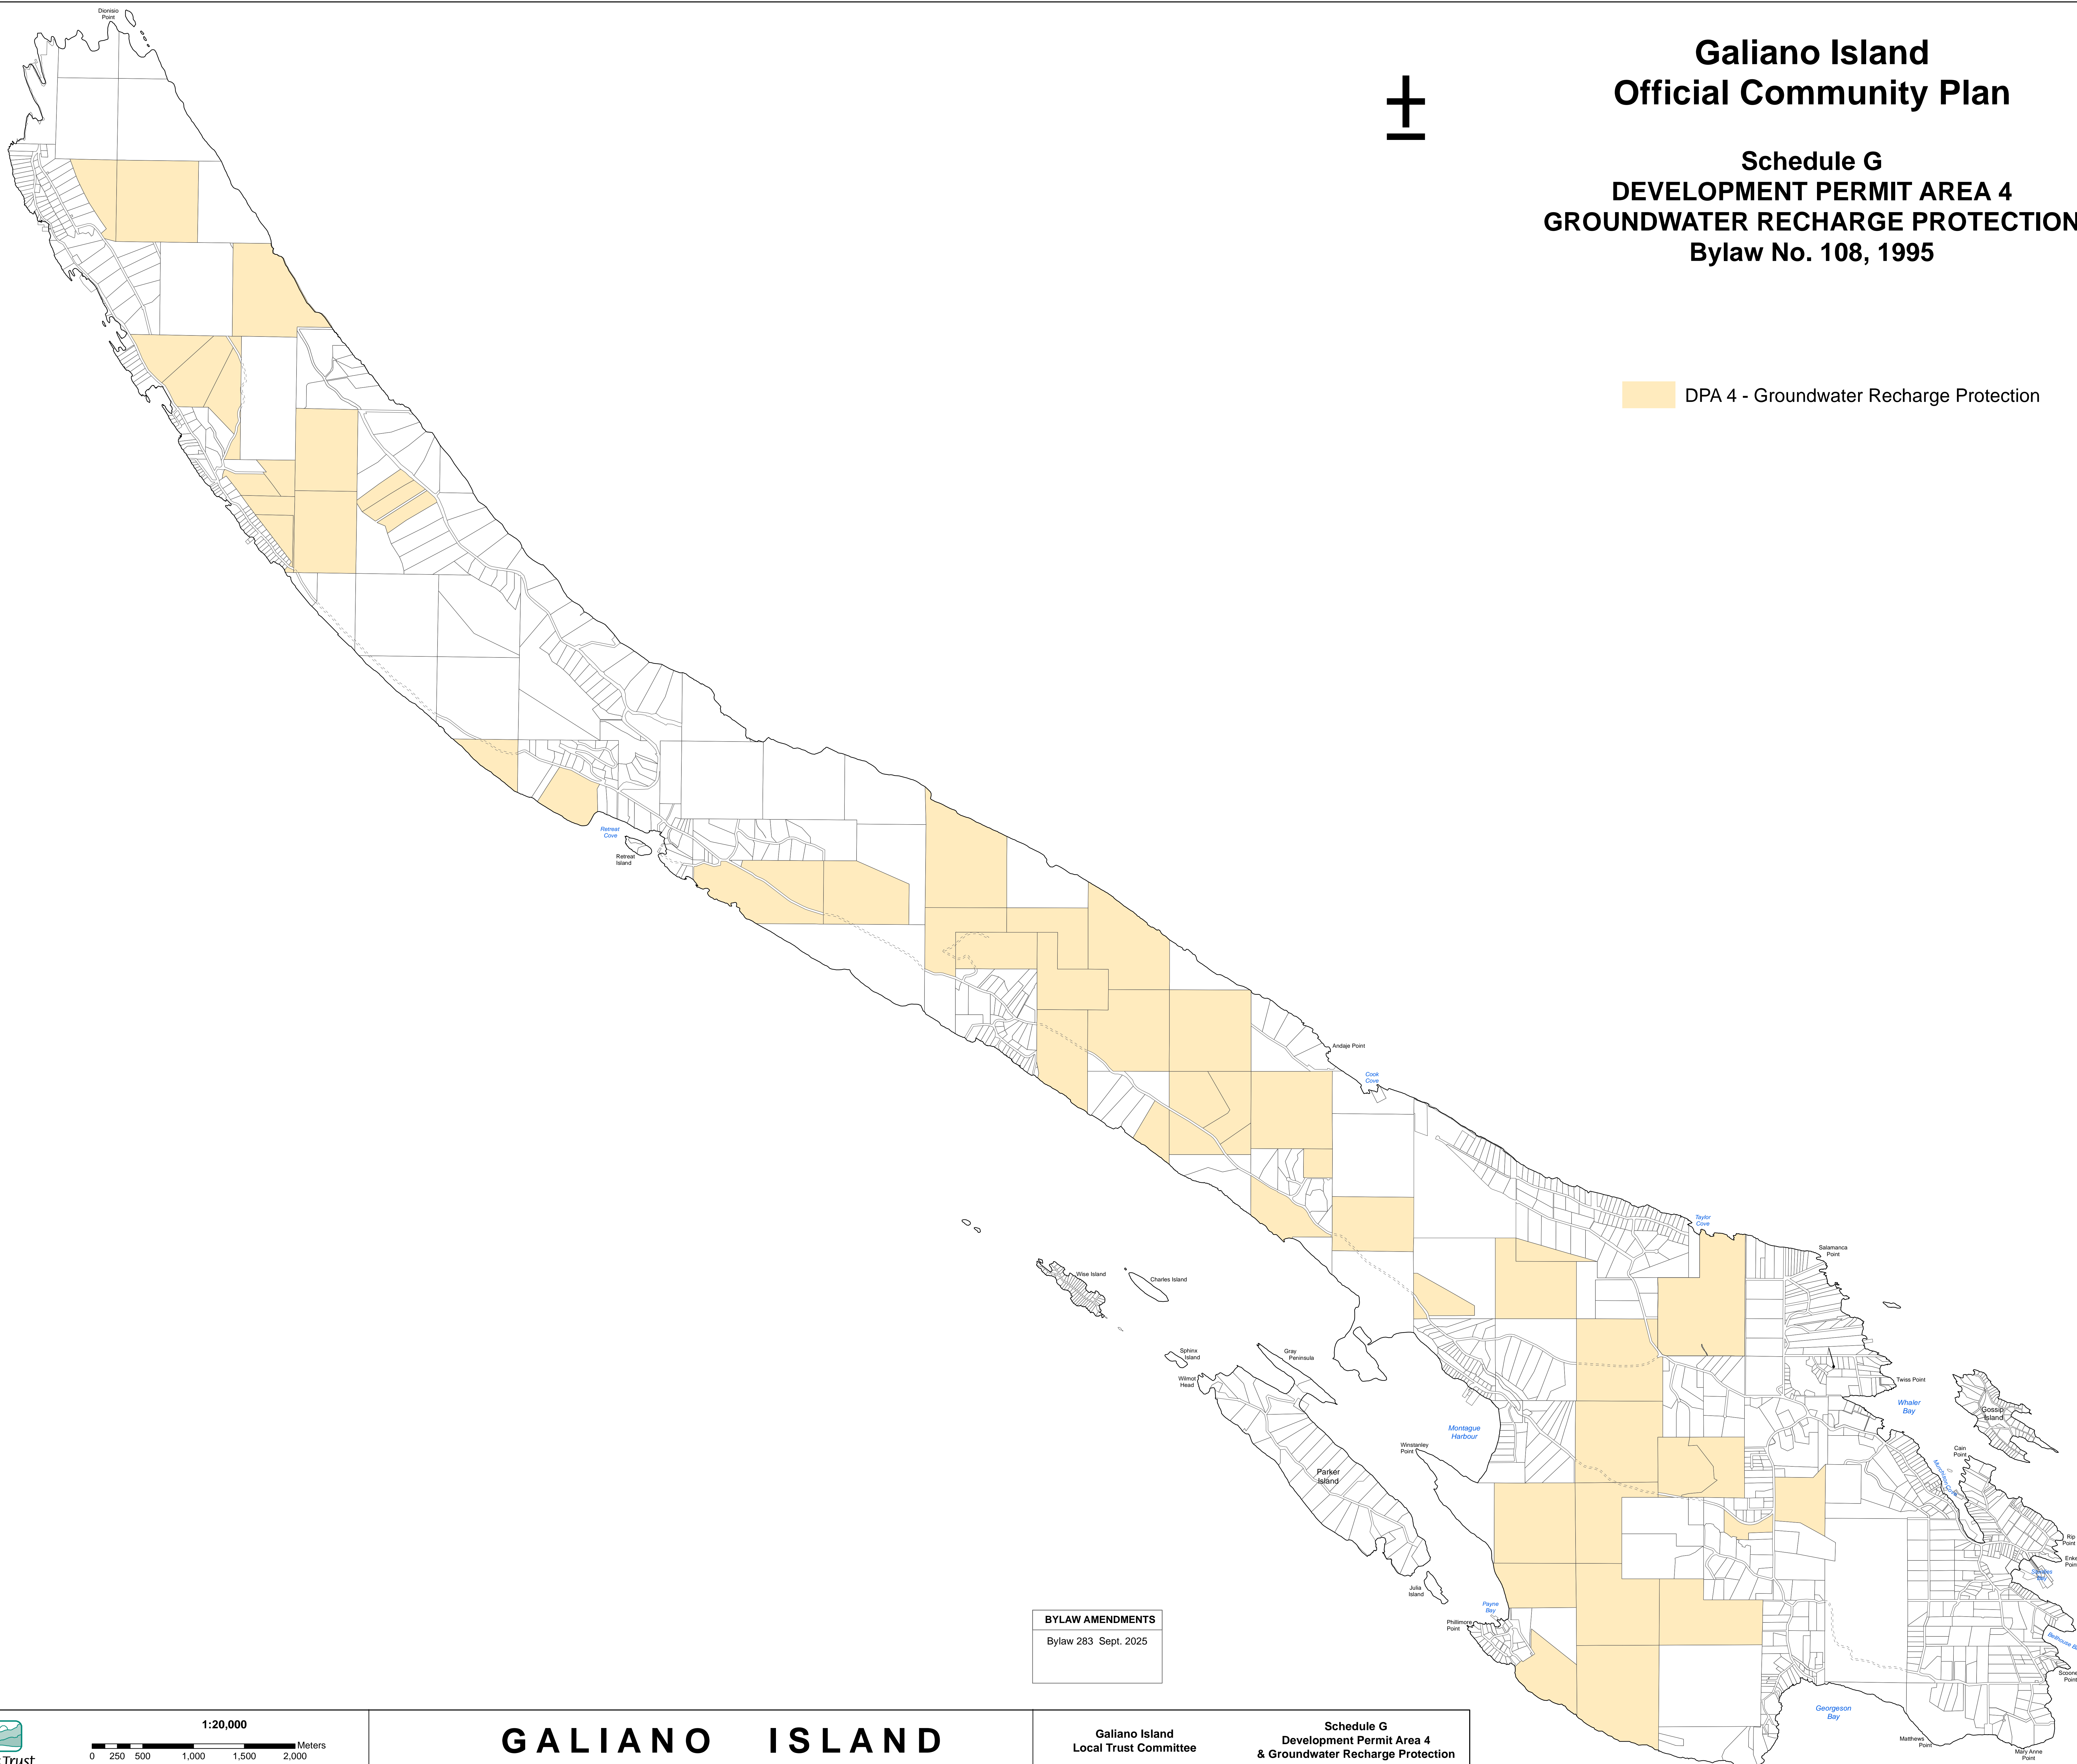 Dionisio
Point
Galiano Island
Official Community Plan
Schedule G
DEVELOPMENT PERMIT AREA 4
GROUNDWATER RECHARGE PROTECTION
Bylaw No. 108, 1995
DPA 4 - Groundwater Recharge Protection
Retreat
Cove
Retreat
Island
Andaje Point
Cook
Cove
Taylor
Cove
Salamanca
Point
Wise Island
Charles Island
Sphinx
Island
Gray
Peninsula
Wilmot
Head
Twiss Point
Whaler
Bay
Gossip
Island
Montague
Harbour
Winstanley
Point
Cain
Point
Parker
Island
Rip
Point
Julia
Island
Payne
Bay
Phillimore
Point
BYLAW AMENDMENTS
Bylaw 283 Sept. 2025
Georgeson
Bay
Matthews
Point
Mary Anne
Point
Trust
1:20,000
Meters
0 250 500 1,000 1,500 2,000
GALIANO ISLAND
Galiano Island
Local Trust Committee
Schedule G
Development Permit Area 4
& Groundwater Recharge Protection